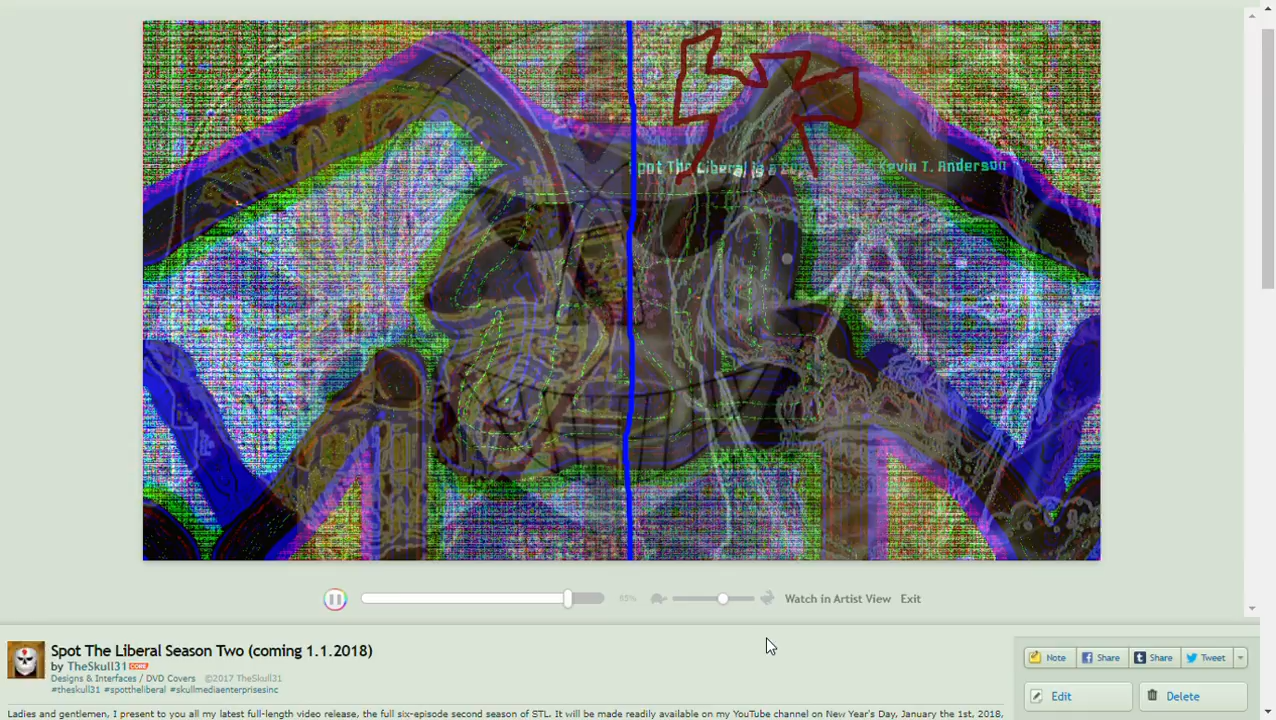 pot The Liberal is a
evin T. Anderson
85%
Watch in Artist View Exit
Spot The Liberal Season Two (coming 1.1.2018)
by TheSkull31 CORE
Designs & Interfaces / DVD Covers ©2017 TheSkull31
#theskull31 #spottheliberal #skullmediaenterprisesinc
Note Share Share Tweet
Edit Delete
Ladies and gentlemen, I present to you all my latest full-length video release, the full six-episode second season of STL. It will be made readily available on my YouTube channel on New Year's Day, January the 1st, 2018,